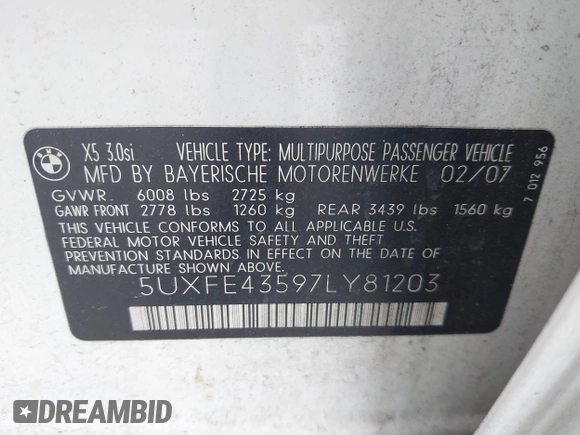 BMW
X5 3.0si VEHICLE TYPE: MULTIPURPOSE PASSENGER VEHICLE
MFD BY BAYERISCHE MOTORENWERKE 02/07
GVWR 6008 lbs 2725 kg
GAWR FRONT 2778 lbs 1260 kg REAR 3439 lbs 1560 kg
THIS VEHICLE CONFORMS TO ALL APPLICABLE U.S.
FEDERAL MOTOR VEHICLE SAFETY AND THEFT
PREVENTION STANDARDS IN EFFECT ON THE DATE
OF MANUFACTURE SHOWN ABOVE.
5UXFE43597LY81203
7 012 956
DREAMBID